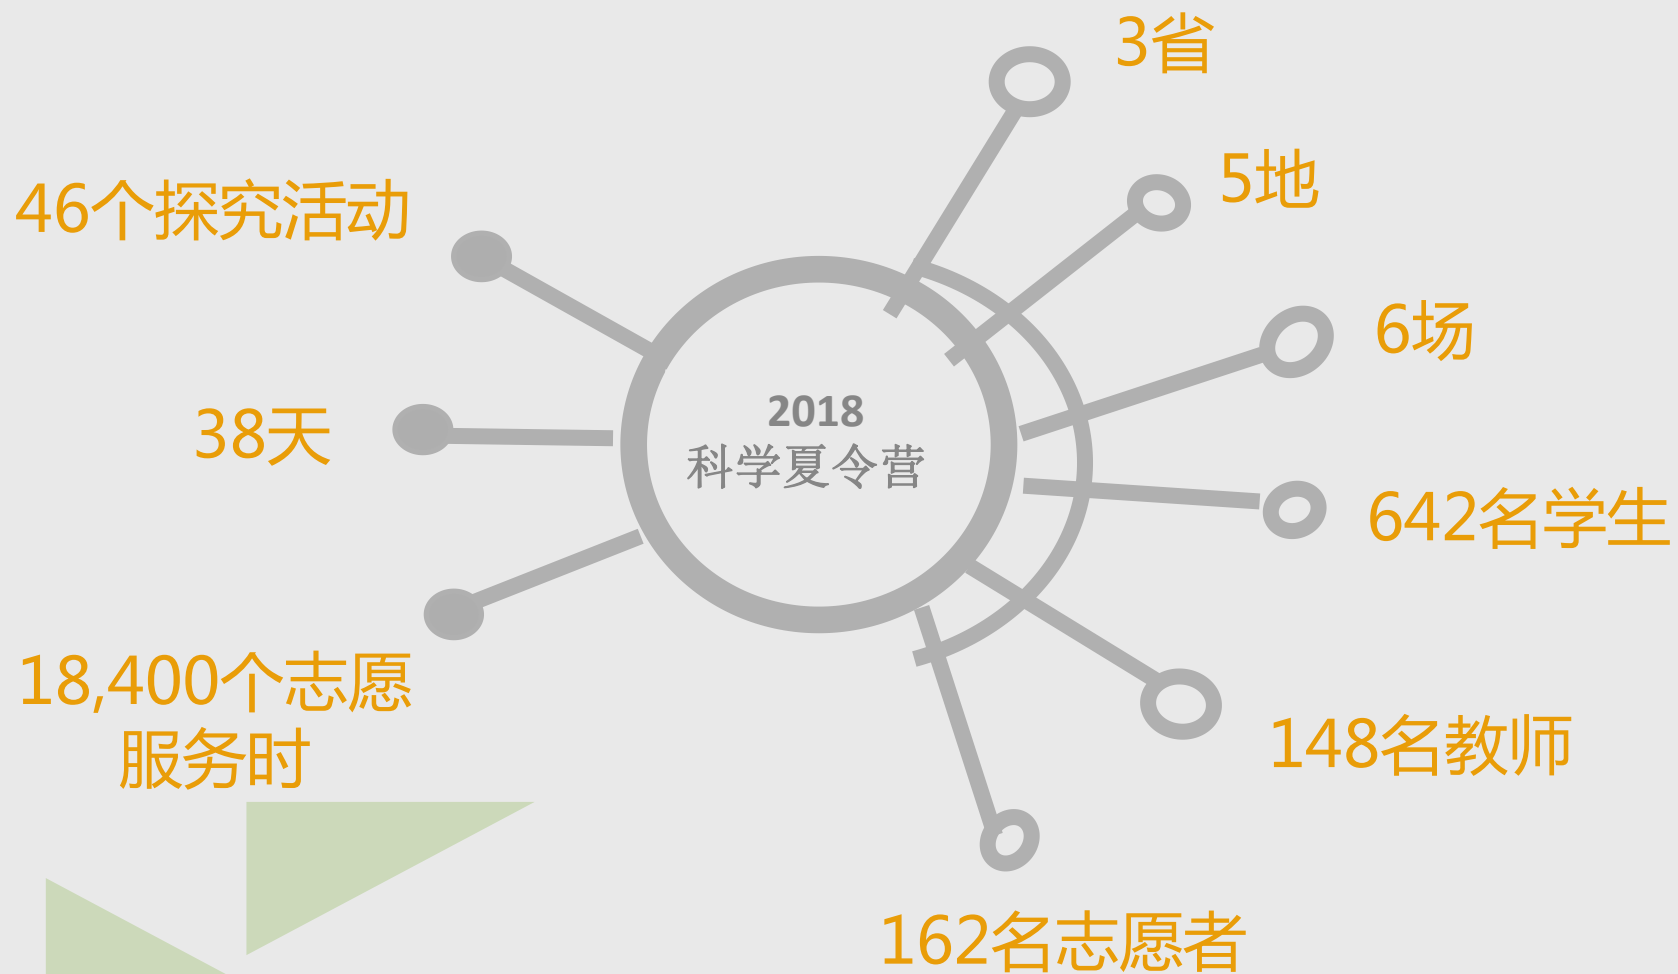 3省
5地
46个探究活动
6场
2018
科学夏令营
38天
642名学生
18,400个志愿
服务时
148名教师
162名志愿者